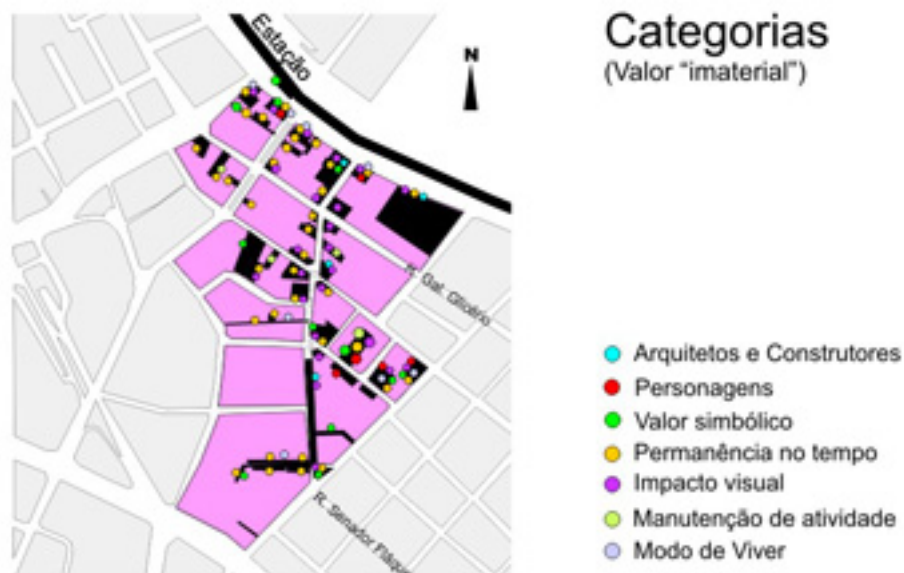 Estação
N
Categorias
(Valor “imaterial”)
R. Gal. Glicério
Arquitetos e Construtores
Personagens
Valor simbólico
Permanência no tempo
Impacto visual
Manutenção de atividade
Modo de Viver
R. Senador Fláque